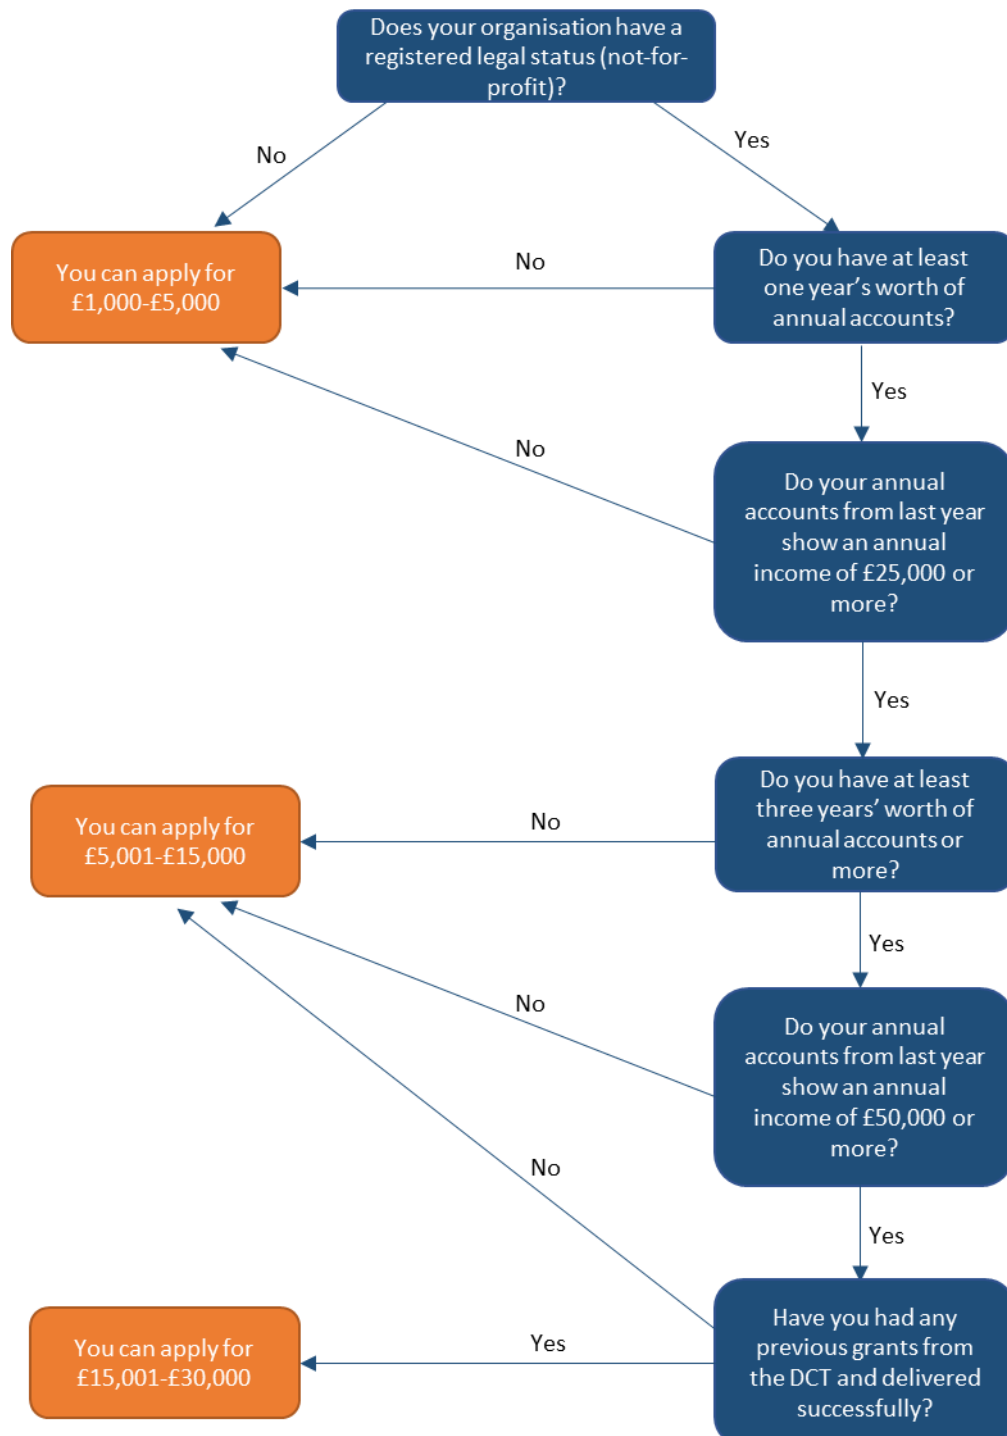 Does your organisation have a
registered legal status (not-for-
profit)?
No
Yes
You can apply for
£1,000-£5,000
No
Do you have at least
one year’s worth of
annual accounts?
Yes
No
Do your annual
accounts from last year
show an annual
income of £25,000 or
more?
Yes
You can apply for
£5,001-£15,000
No
Do you have at least
three years’ worth of
annual accounts or
more?
Yes
No
Do your annual
accounts from last year
show an annual
income of £50,000 or
more?
No
Yes
You can apply for
£15,001-£30,000
Yes
Have you had any
previous grants from
the DCT and delivered
successfully?